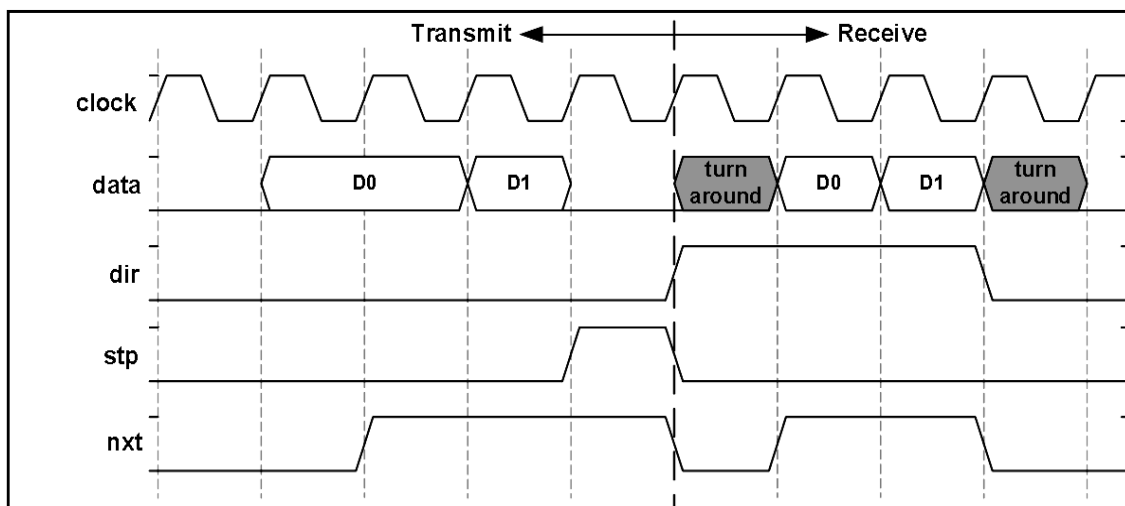 Transmit Receive
clock
data D0 D1 turn around D0 D1 turn around
dir
stp
nxt